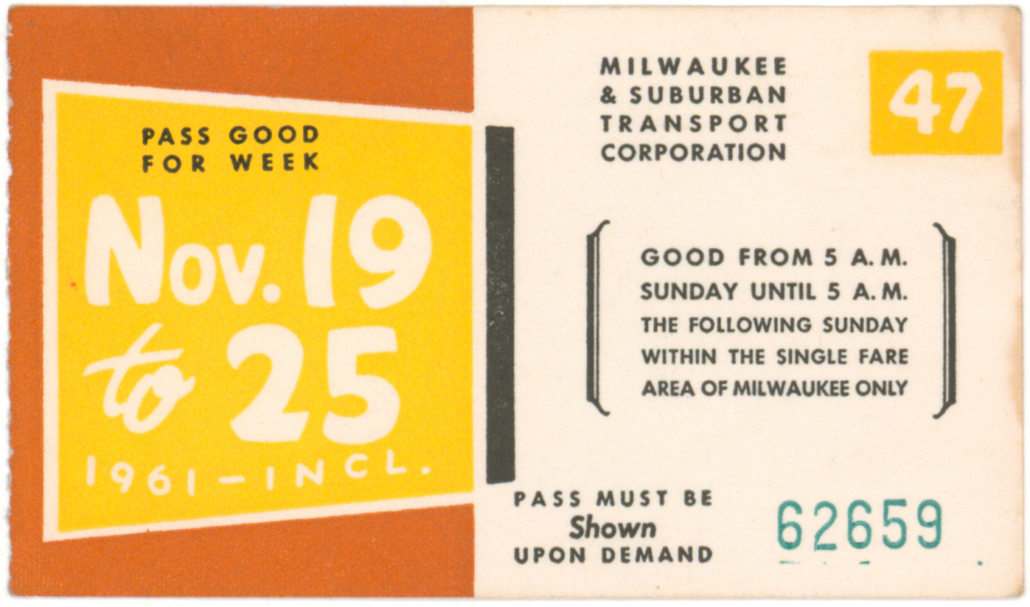 PASS GOOD
FOR WEEK
Nov. 19
to 25
1961-INCL.
MILWAUKEE
& SUBURBAN
TRANSPORT
CORPORATION
47
GOOD FROM 5 A.M.
SUNDAY UNTIL 5 A.M.
THE FOLLOWING SUNDAY
WITHIN THE SINGLE FARE
AREA OF MILWAUKEE ONLY
PASS MUST BE
Shown
UPON DEMAND
62659